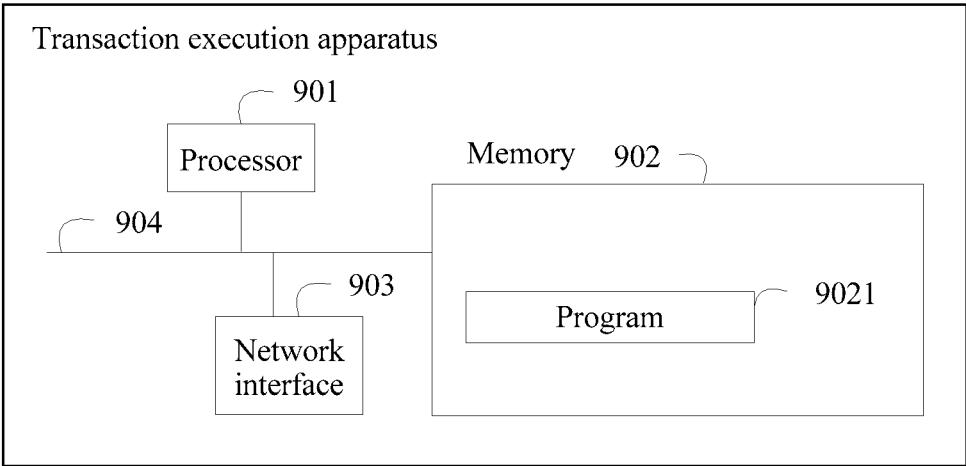 Transaction execution apparatus
901
Processor
Memory 902
904
903
9021
Program
Network
interface